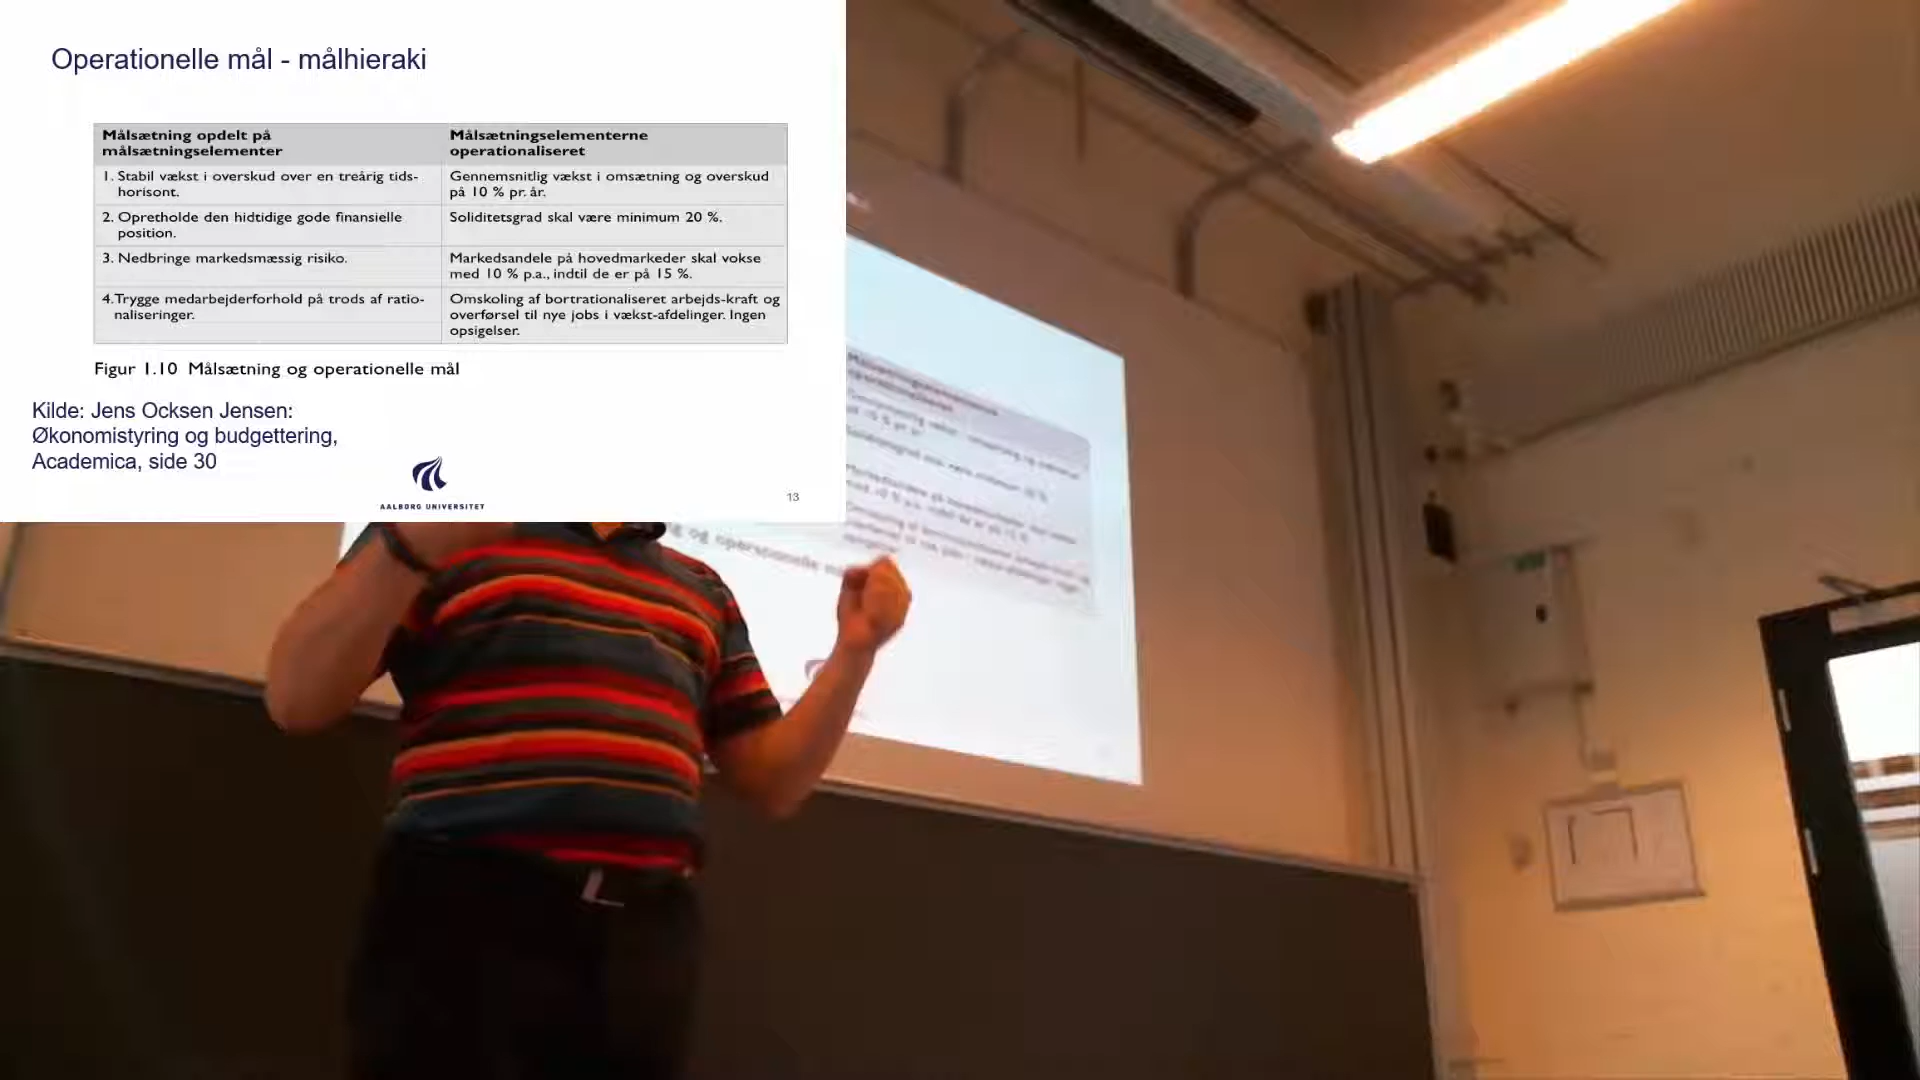 Operationelle mål - målhieraki
Målsætning opdelt på
målsætningselementer
Målsætningselementerne
operationaliseret
1. Stabil vækst i overskud over en treårig tids-
horisont.
Gennemsnitlig vækst i omsætning og overskud
på 10 % pr. år.
2. Opretholde den hidtidige gode finansielle
position.
Soliditetsgrad skal være minimum 20 %.
3. Nedbringe markedsmæssig risiko.
Markedsandele på hovedmarkeder skal vokse
med 10 % p.a., indtil de er på 15 %.
4.Trygge medarbejderforhold på trods af ratio-
naliseringer.
Omskoling af bortrationaliseret arbejds-kraft og
overførsel til nye jobs i vækst-afdelinger. Ingen
opsigelser.
Figur 1.10 Målsætning og operationelle mål
Kilde: Jens Ocksen Jensen:
Økonomistyring og budgettering,
Academica, side 30
AALBORG UNIVERSITET
13
og operationelle